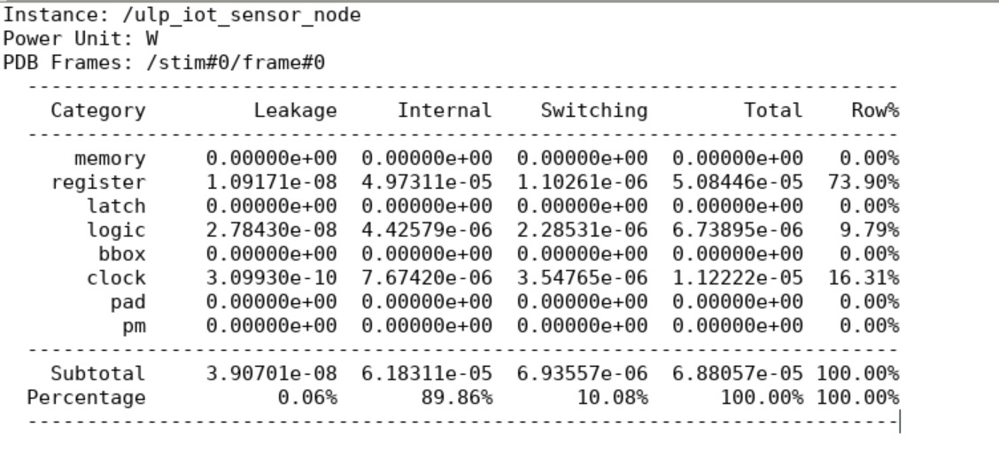 Instance: /ulp_iot_sensor_node
Power Unit: W
PDB Frames: /stim#0/frame#0
-------------------------------------------------------------------------
Category Leakage Internal Switching Total Row%
-------------------------------------------------------------------------
memory 0.00000e+00 0.00000e+00 0.00000e+00 0.00000e+00 0.00%
register 1.09171e-08 4.97311e-05 1.10261e-06 5.08446e-05 73.90%
latch 0.00000e+00 0.00000e+00 0.00000e+00 0.00000e+00 0.00%
logic 2.78430e-08 4.42579e-06 2.28531e-06 6.73895e-06 9.79%
bbox 0.00000e+00 0.00000e+00 0.00000e+00 0.00000e+00 0.00%
clock 3.09930e-10 7.67420e-06 3.54765e-06 1.12222e-05 16.31%
pad 0.00000e+00 0.00000e+00 0.00000e+00 0.00000e+00 0.00%
pm 0.00000e+00 0.00000e+00 0.00000e+00 0.00000e+00 0.00%
-------------------------------------------------------------------------
Subtotal 3.90701e-08 6.18311e-05 6.93557e-06 6.88057e-05 100.00%
Percentage 0.06% 89.86% 10.08% 100.00% 100.00%
-------------------------------------------------------------------------